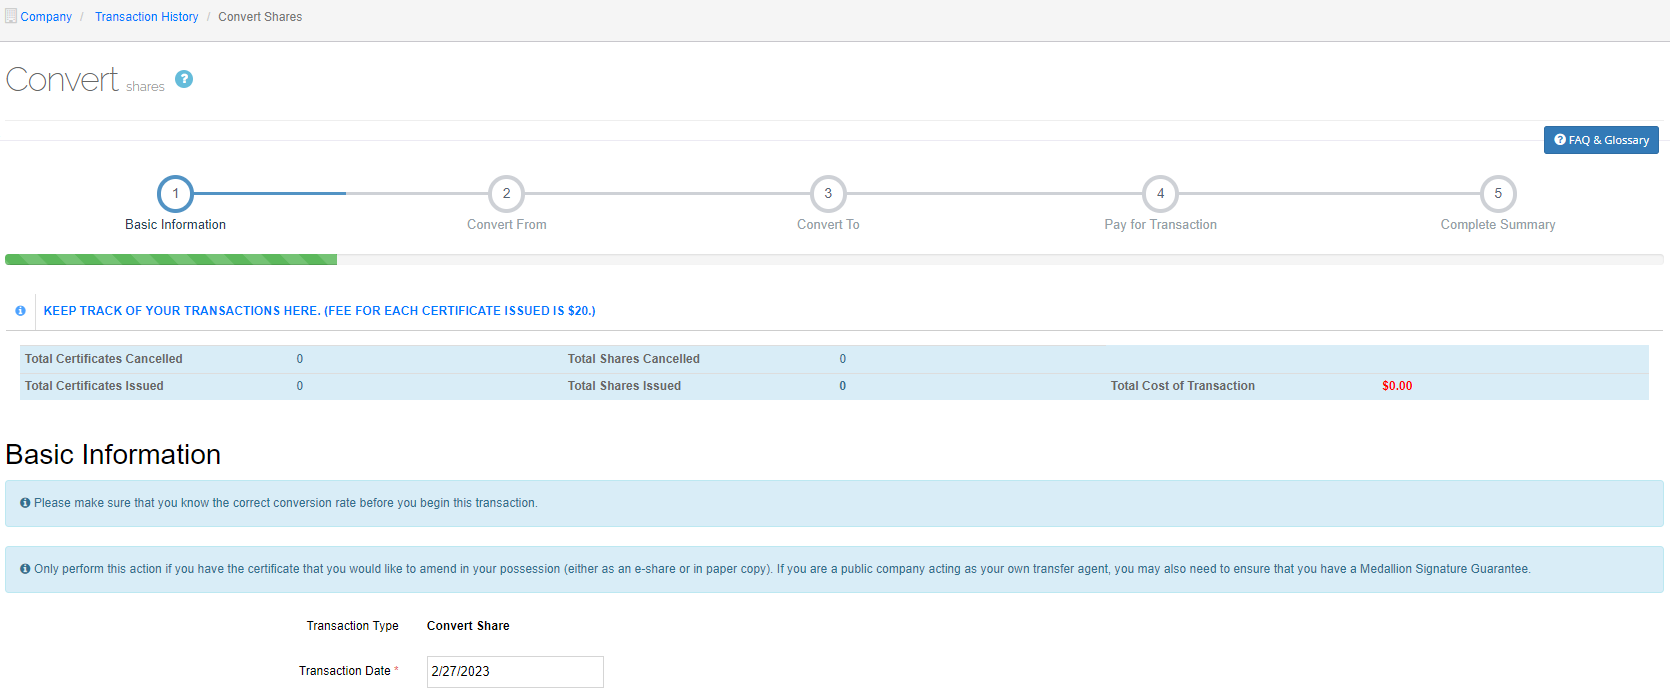 Company / Transaction History / Convert Shares
Convert shares ?
? FAQ & Glossary
1 2 3 4 5
Basic Information Convert From Convert To Pay for Transaction Complete Summary
KEEP TRACK OF YOUR TRANSACTIONS HERE. (FEE FOR EACH CERTIFICATE ISSUED IS $20.)
Total Certificates Cancelled 0 Total Shares Cancelled 0
Total Certificates Issued 0 Total Shares Issued 0 Total Cost of Transaction $0.00
Basic Information
Please make sure that you know the correct conversion rate before you begin this transaction.
Only perform this action if you have the certificate that you would like to amend in your possession (either as an e-share or in paper copy). If you are a public company acting as your own transfer agent, you may also need to ensure that you have a Medallion Signature Guarantee.
Transaction Type Convert Share
Transaction Date * 2/27/2023